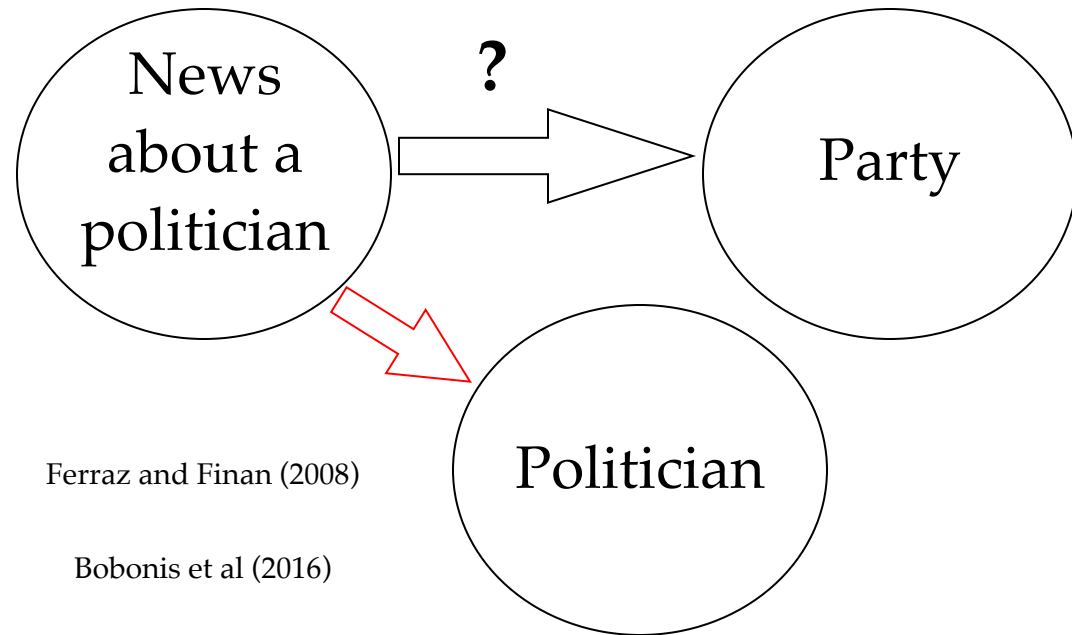 News
about a
politician
?
Party
Politician
Ferraz and Finan (2008)
Bobonis et al (2016)